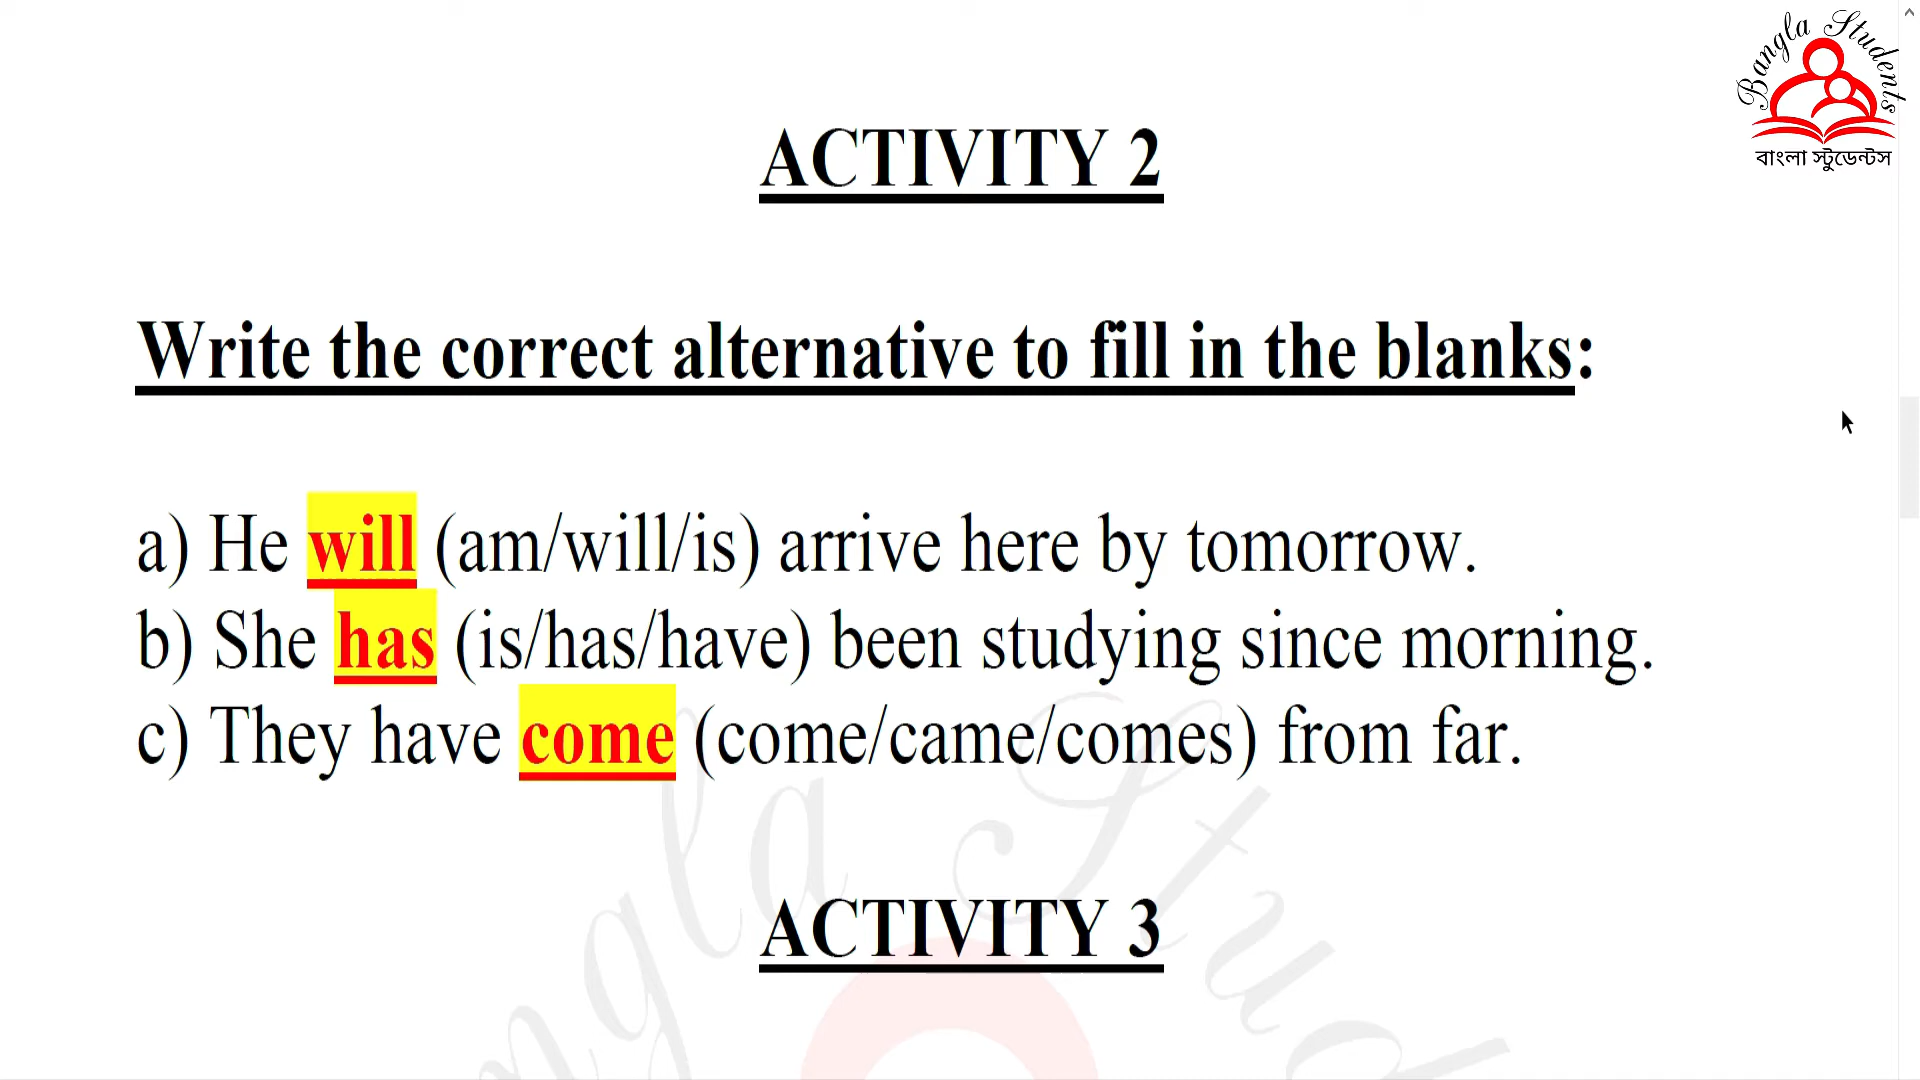 Bangla Students
বাংলা স্টুডেন্টস
ACTIVITY 2
Write the correct alternative to fill in the blanks:
a) He will (am/will/is) arrive here by tomorrow.
b) She has (is/has/have) been studying since morning.
c) They have come (come/came/comes) from far.
ngla Stud
ACTIVITY 3